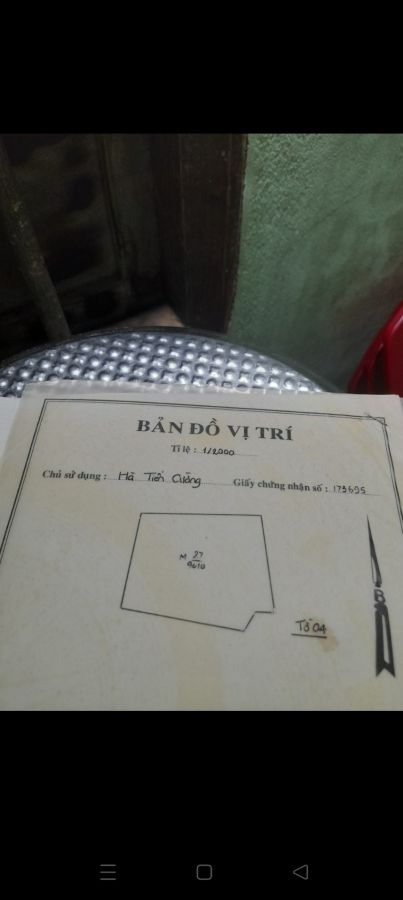 BẢN ĐỒ VỊ TRÍ
Tỉ lệ : 1/2000
Chủ sử dụng : Hà Tiến Cường Giấy chứng nhận số : 173695
M 27
9610
B
Tờ 04